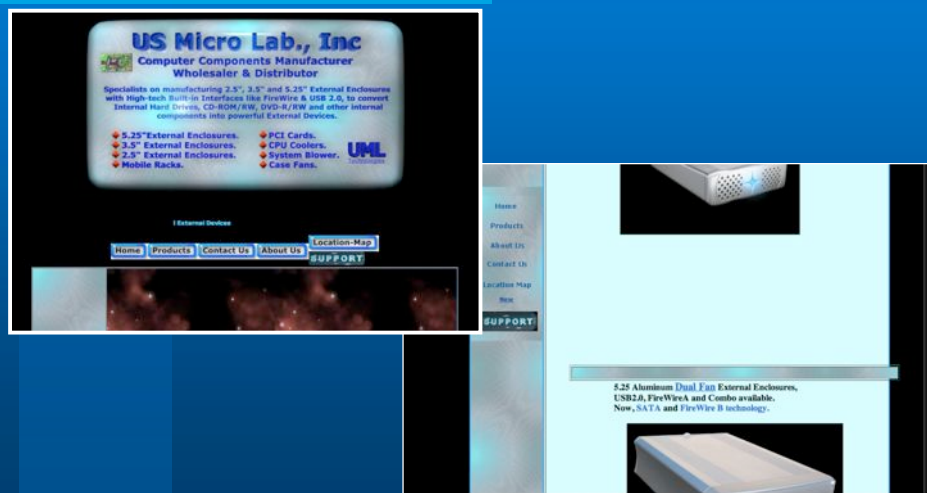 US Micro Lab., Inc
Computer Components Manufacturer
Wholesaler & Distributor
Specialists on manufacturing 2.5", 3.5" and 5.25" External Enclosures
with High-tech Built-in Interfaces like FireWire & USB 2.0, to convert
Internal Hard Drives, CD-ROM/RW, DVD-R/RW and other internal
components into powerful External Devices.
5.25"External Enclosures.
3.5" External Enclosures.
2.5" External Enclosures.
Mobile Racks.
PCI Cards.
CPU Coolers.
System Blower.
Case Fans.
UML
Technologies
l External Devices
Home
Products
Contact Us
About Us
Location-Map
SUPPORT
Home
Products
About Us
Contact Us
Location Map
New
SUPPORT
5.25 Aluminum Dual Fan External Enclosures,
USB2.0, FireWireA and Combo available.
Now, SATA and FireWire B technology.